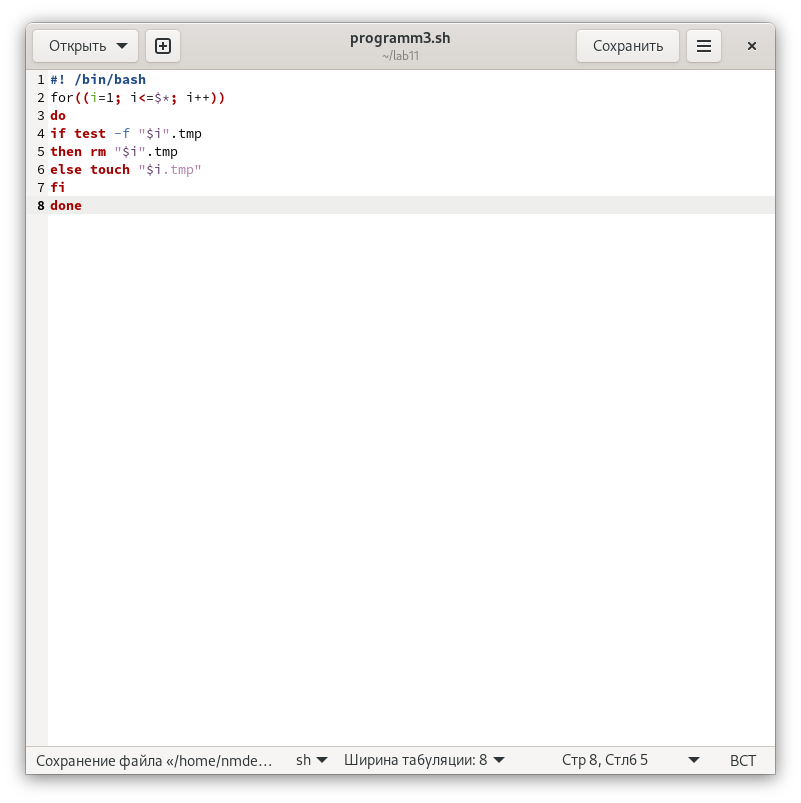 Открыть
programm3.sh
~/lab11
Сохранить
1 #! /bin/bash
2 for((i=1; i<=$*; i++))
3 do
4 if test -f "$i".tmp
5 then rm "$i".tmp
6 else touch "$i.tmp"
7 fi
8 done
Сохранение файла «/home/nmde… sh Ширина табуляции: 8 Стр 8, Стлб 5 ВСТ